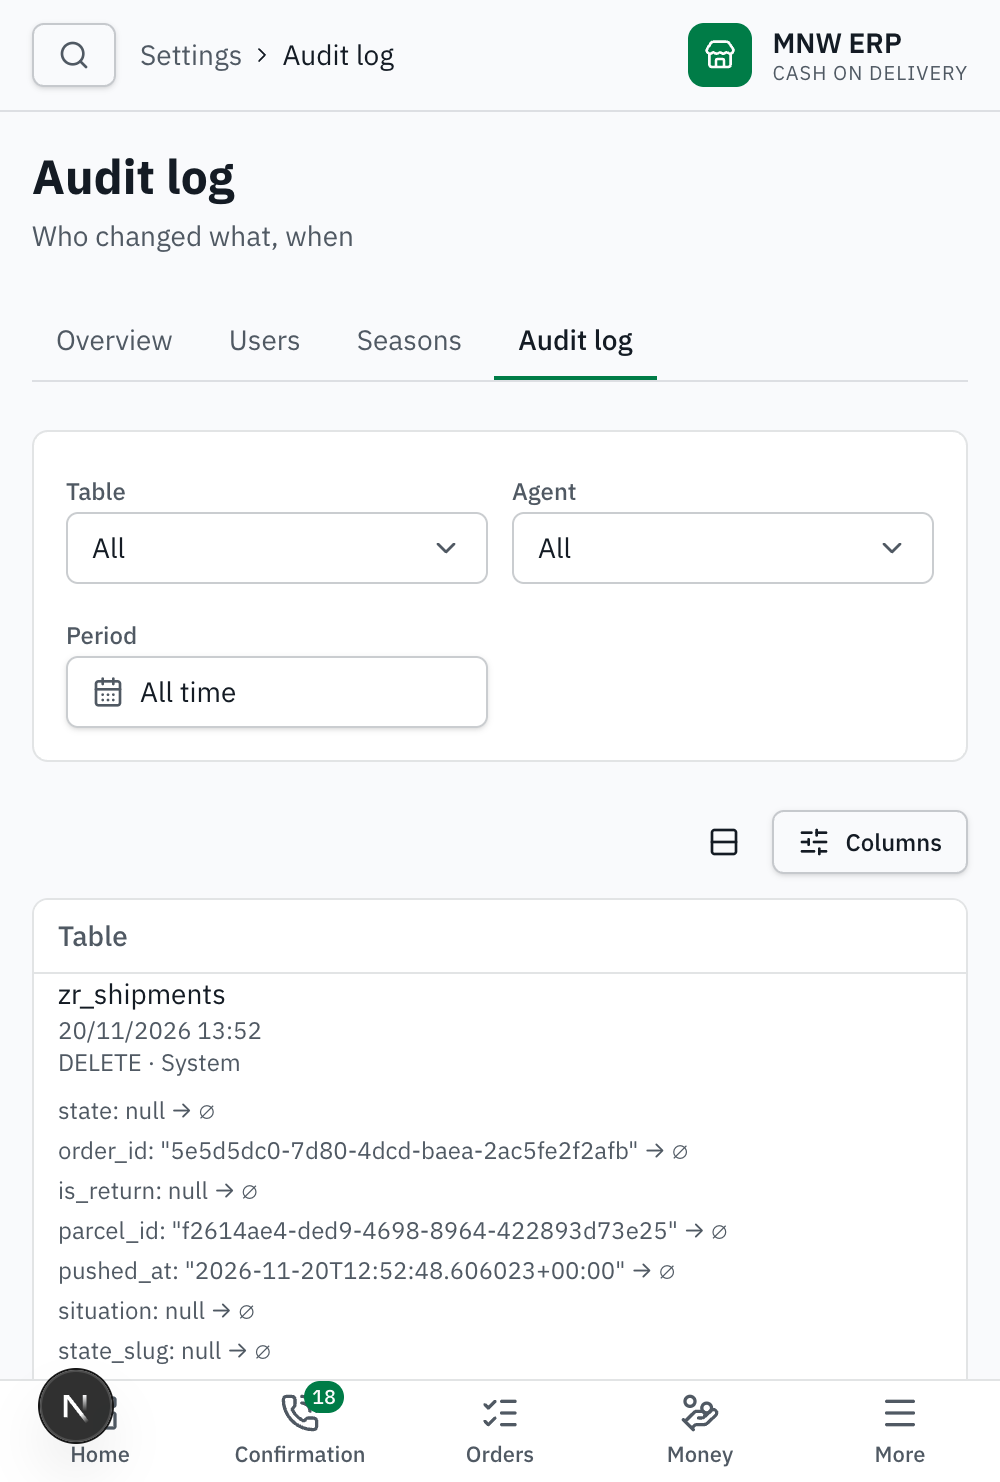 Settings > Audit log
MNW ERP
CASH ON DELIVERY
Audit log
Who changed what, when
Overview Users Seasons Audit log
Table Agent
All All
Period
All time
Columns
Table
zr_shipments
20/11/2026 13:52
DELETE · System
state: null → ∅
order_id: "5e5d5dc0-7d80-4dcd-baea-2ac5fe2f2afb" → ∅
is_return: null → ∅
parcel_id: "f2614ae4-ded9-4698-8964-422893d73e25" → ∅
pushed_at: "2026-11-20T12:52:48.606023+00:00" → ∅
situation: null → ∅
state_slug: null → ∅
N
18
Home Confirmation Orders Money More